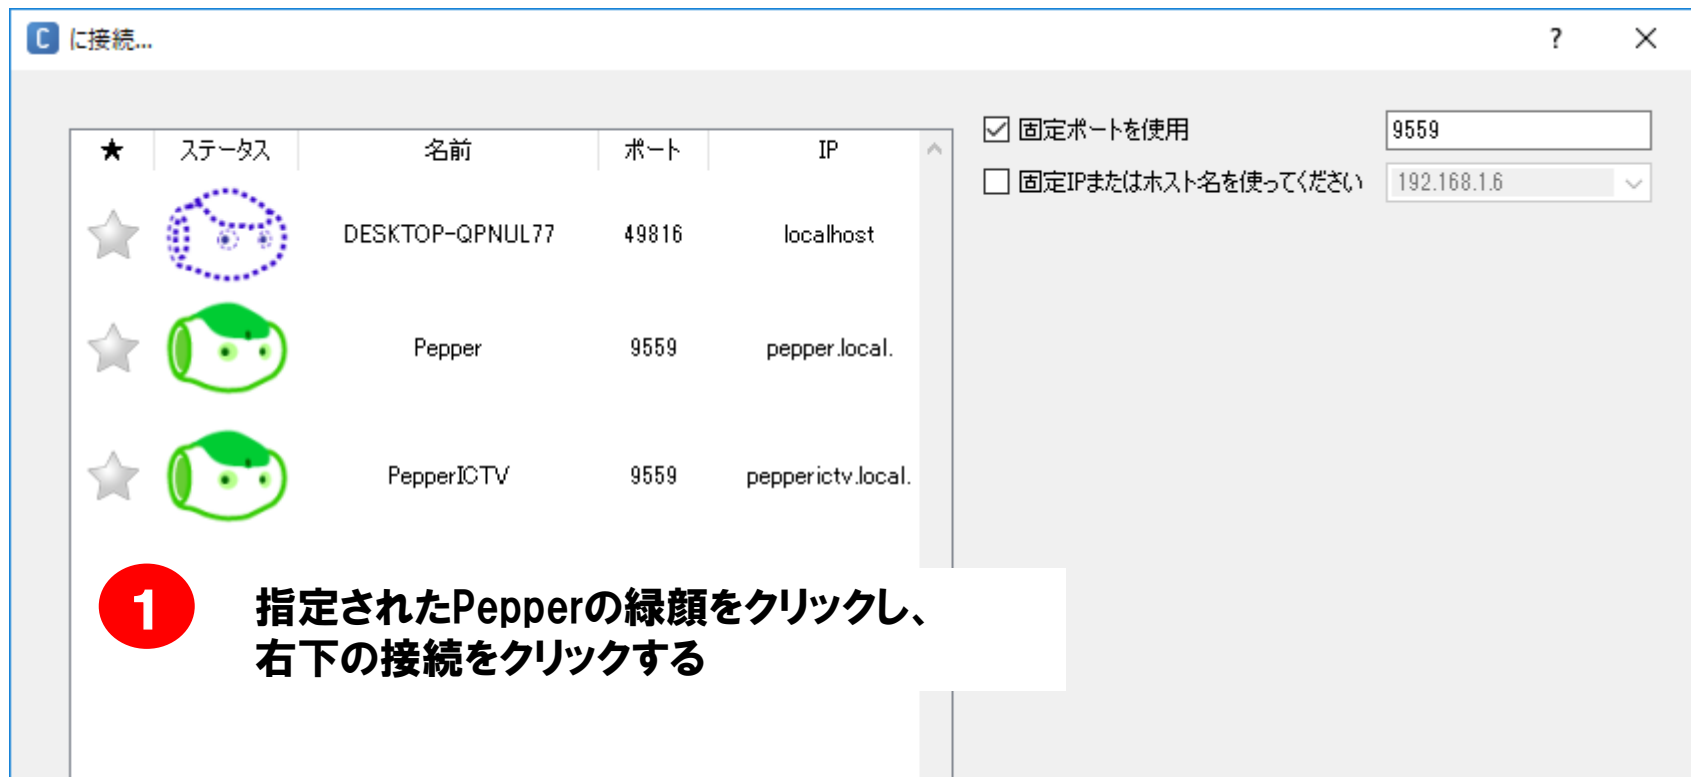 C に接続...
?
固定ポートを使用 9559
固定IPまたはホスト名を使ってください 192.168.1.6
★ ステータス 名前 ポート IP
DESKTOP-QPNUL77 49816 localhost
Pepper 9559 pepper.local.
PepperICTV 9559 pepperictv.local.
1
指定されたPepperの緑顔をクリックし、
右下の接続をクリックする